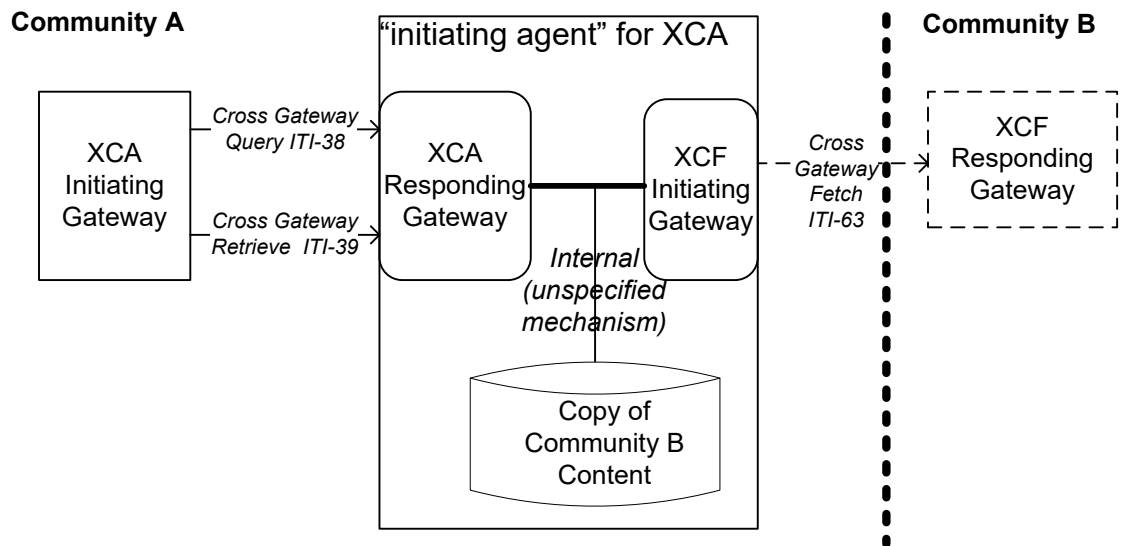 Community A
“initiating agent” for XCA
Community B
Cross Gateway
Query ITI-38
XCA
Initiating
Gateway
Cross Gateway
Retrieve ITI-39
XCA
Responding
Gateway
XCF
Initiating
Gateway
Cross
Gateway
Fetch
ITI-63
XCF
Responding
Gateway
Internal
(unspecified
mechanism)
Copy of
Community B
Content